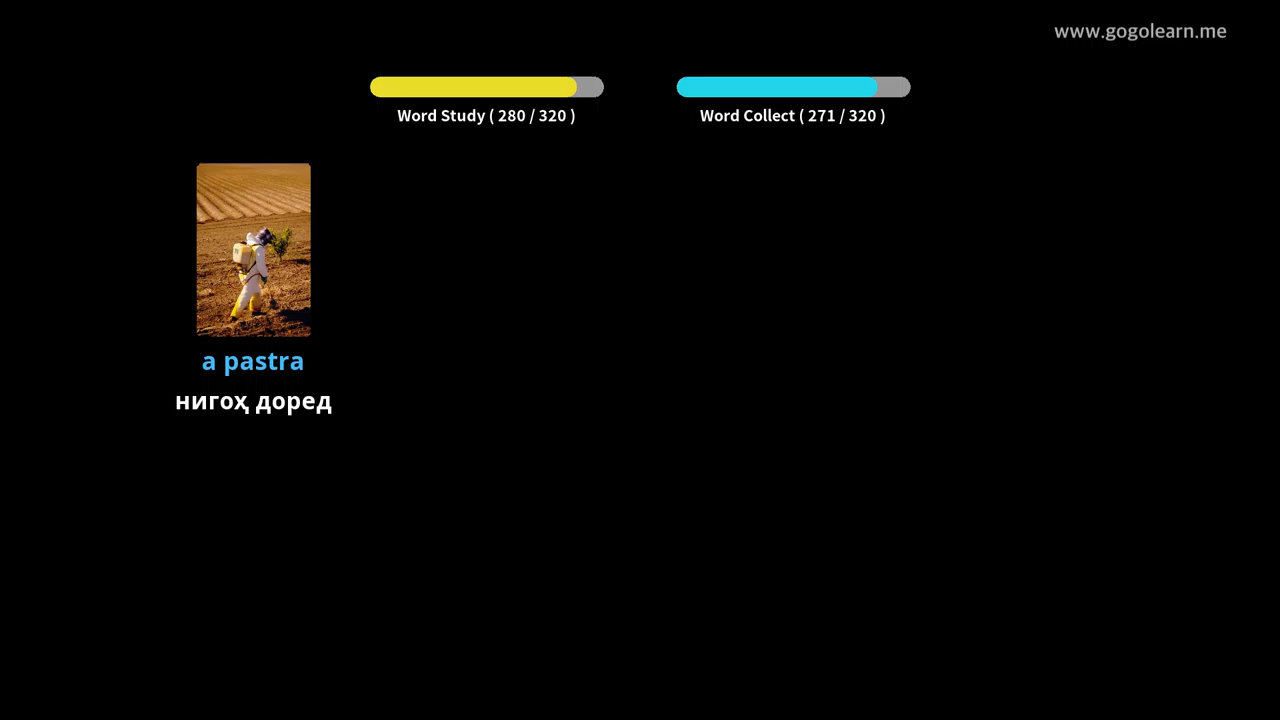 www.gogolearn.me
Word Study ( 280 / 320 )
Word Collect ( 271 / 320 )
a pastra
нигоҳ доред